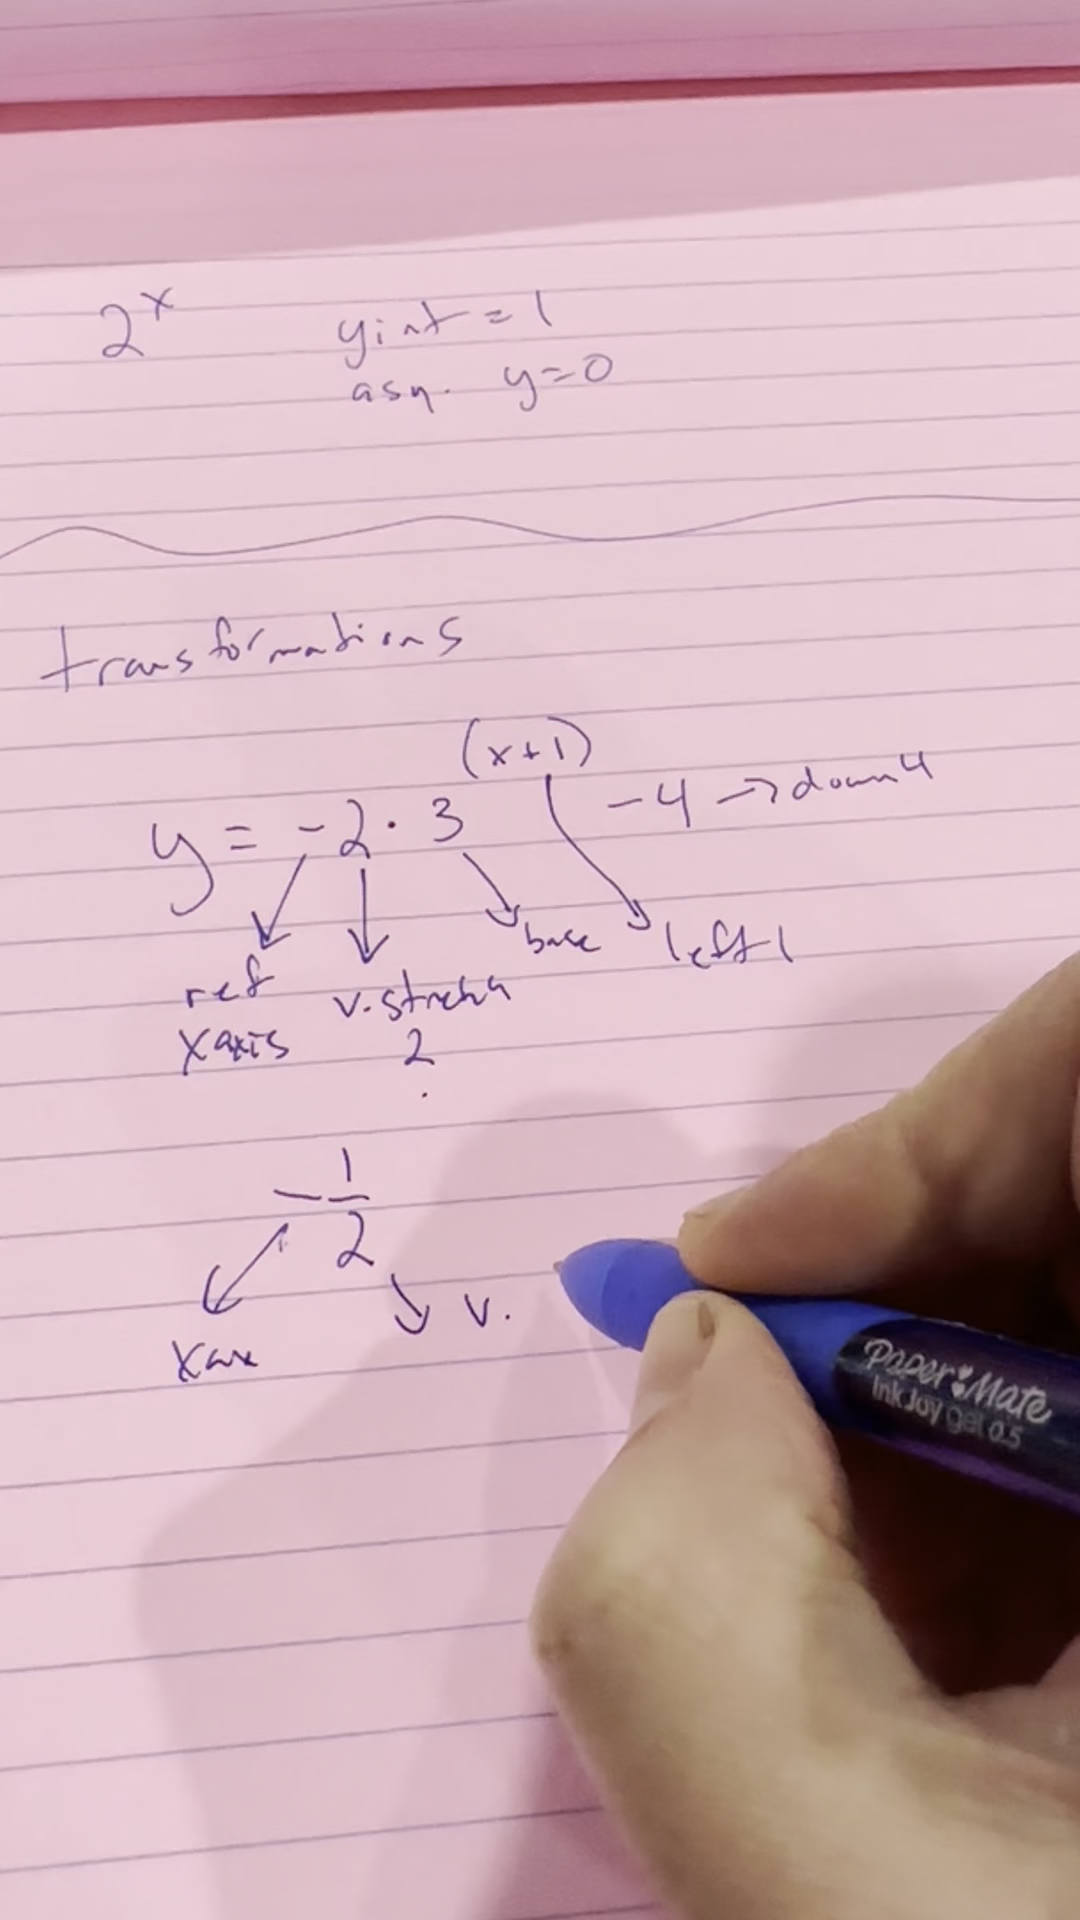 2^x yint = 1
asy. y=0
transformations
y = -2 · 3^(x+1) -4 → down 4
ref v. stretch base left 1
x axis 2
- 1/2
x ax v.
Paper Mate
InkJoy gel 0.5